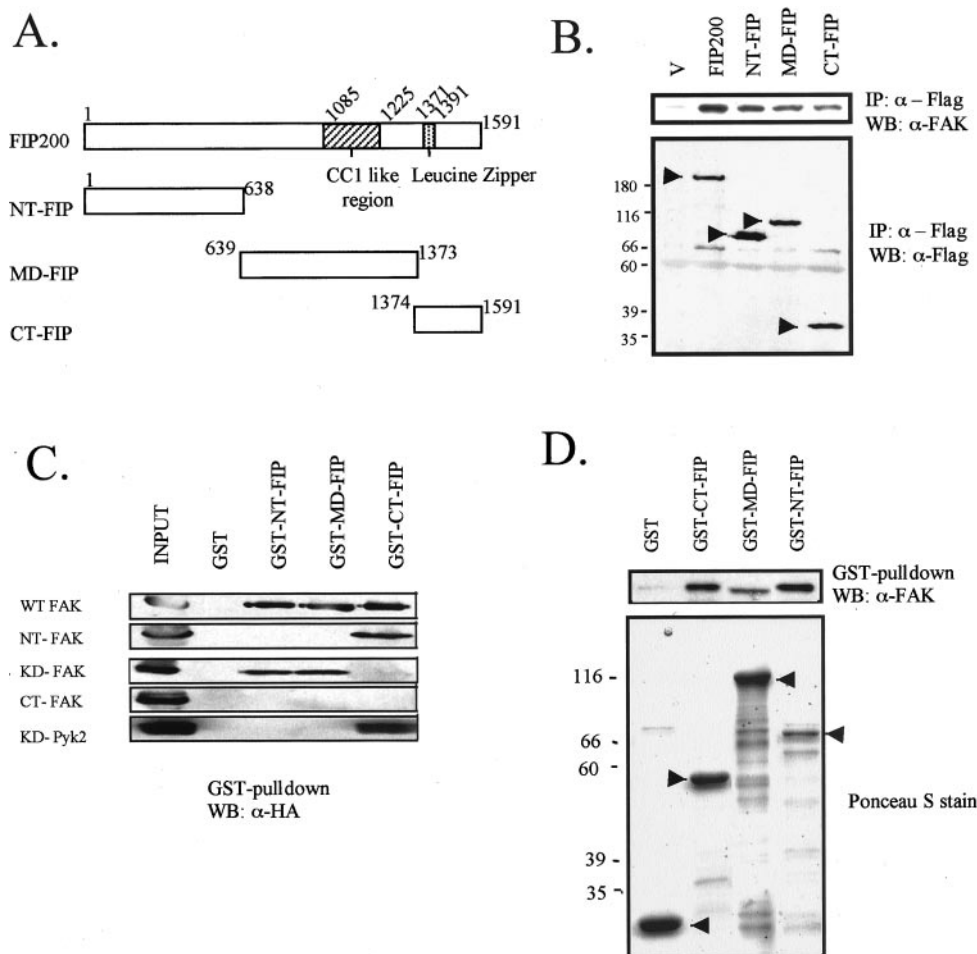 A.
1
1085
1225
1371
1391
1591
FIP200
CC1 like
region
Leucine Zipper
1
638
NT-FIP
639
1373
MD-FIP
1374
1591
CT-FIP
B.
V
FIP200
NT-FIP
MD-FIP
CT-FIP
IP: α – Flag
WB: α-FAK
180 -
116 -
66 -
60 -
39 -
35 -
IP: α – Flag
WB: α-Flag
C.
INPUT
GST
GST-NT-FIP
GST-MD-FIP
GST-CT-FIP
WT FAK
NT- FAK
KD- FAK
CT- FAK
KD- Pyk2
GST-pulldown
WB: α-HA
D.
GST
GST-CT-FIP
GST-MD-FIP
GST-NT-FIP
GST-pulldown
WB: α-FAK
116 -
66 -
60 -
39 -
35 -
Ponceau S stain